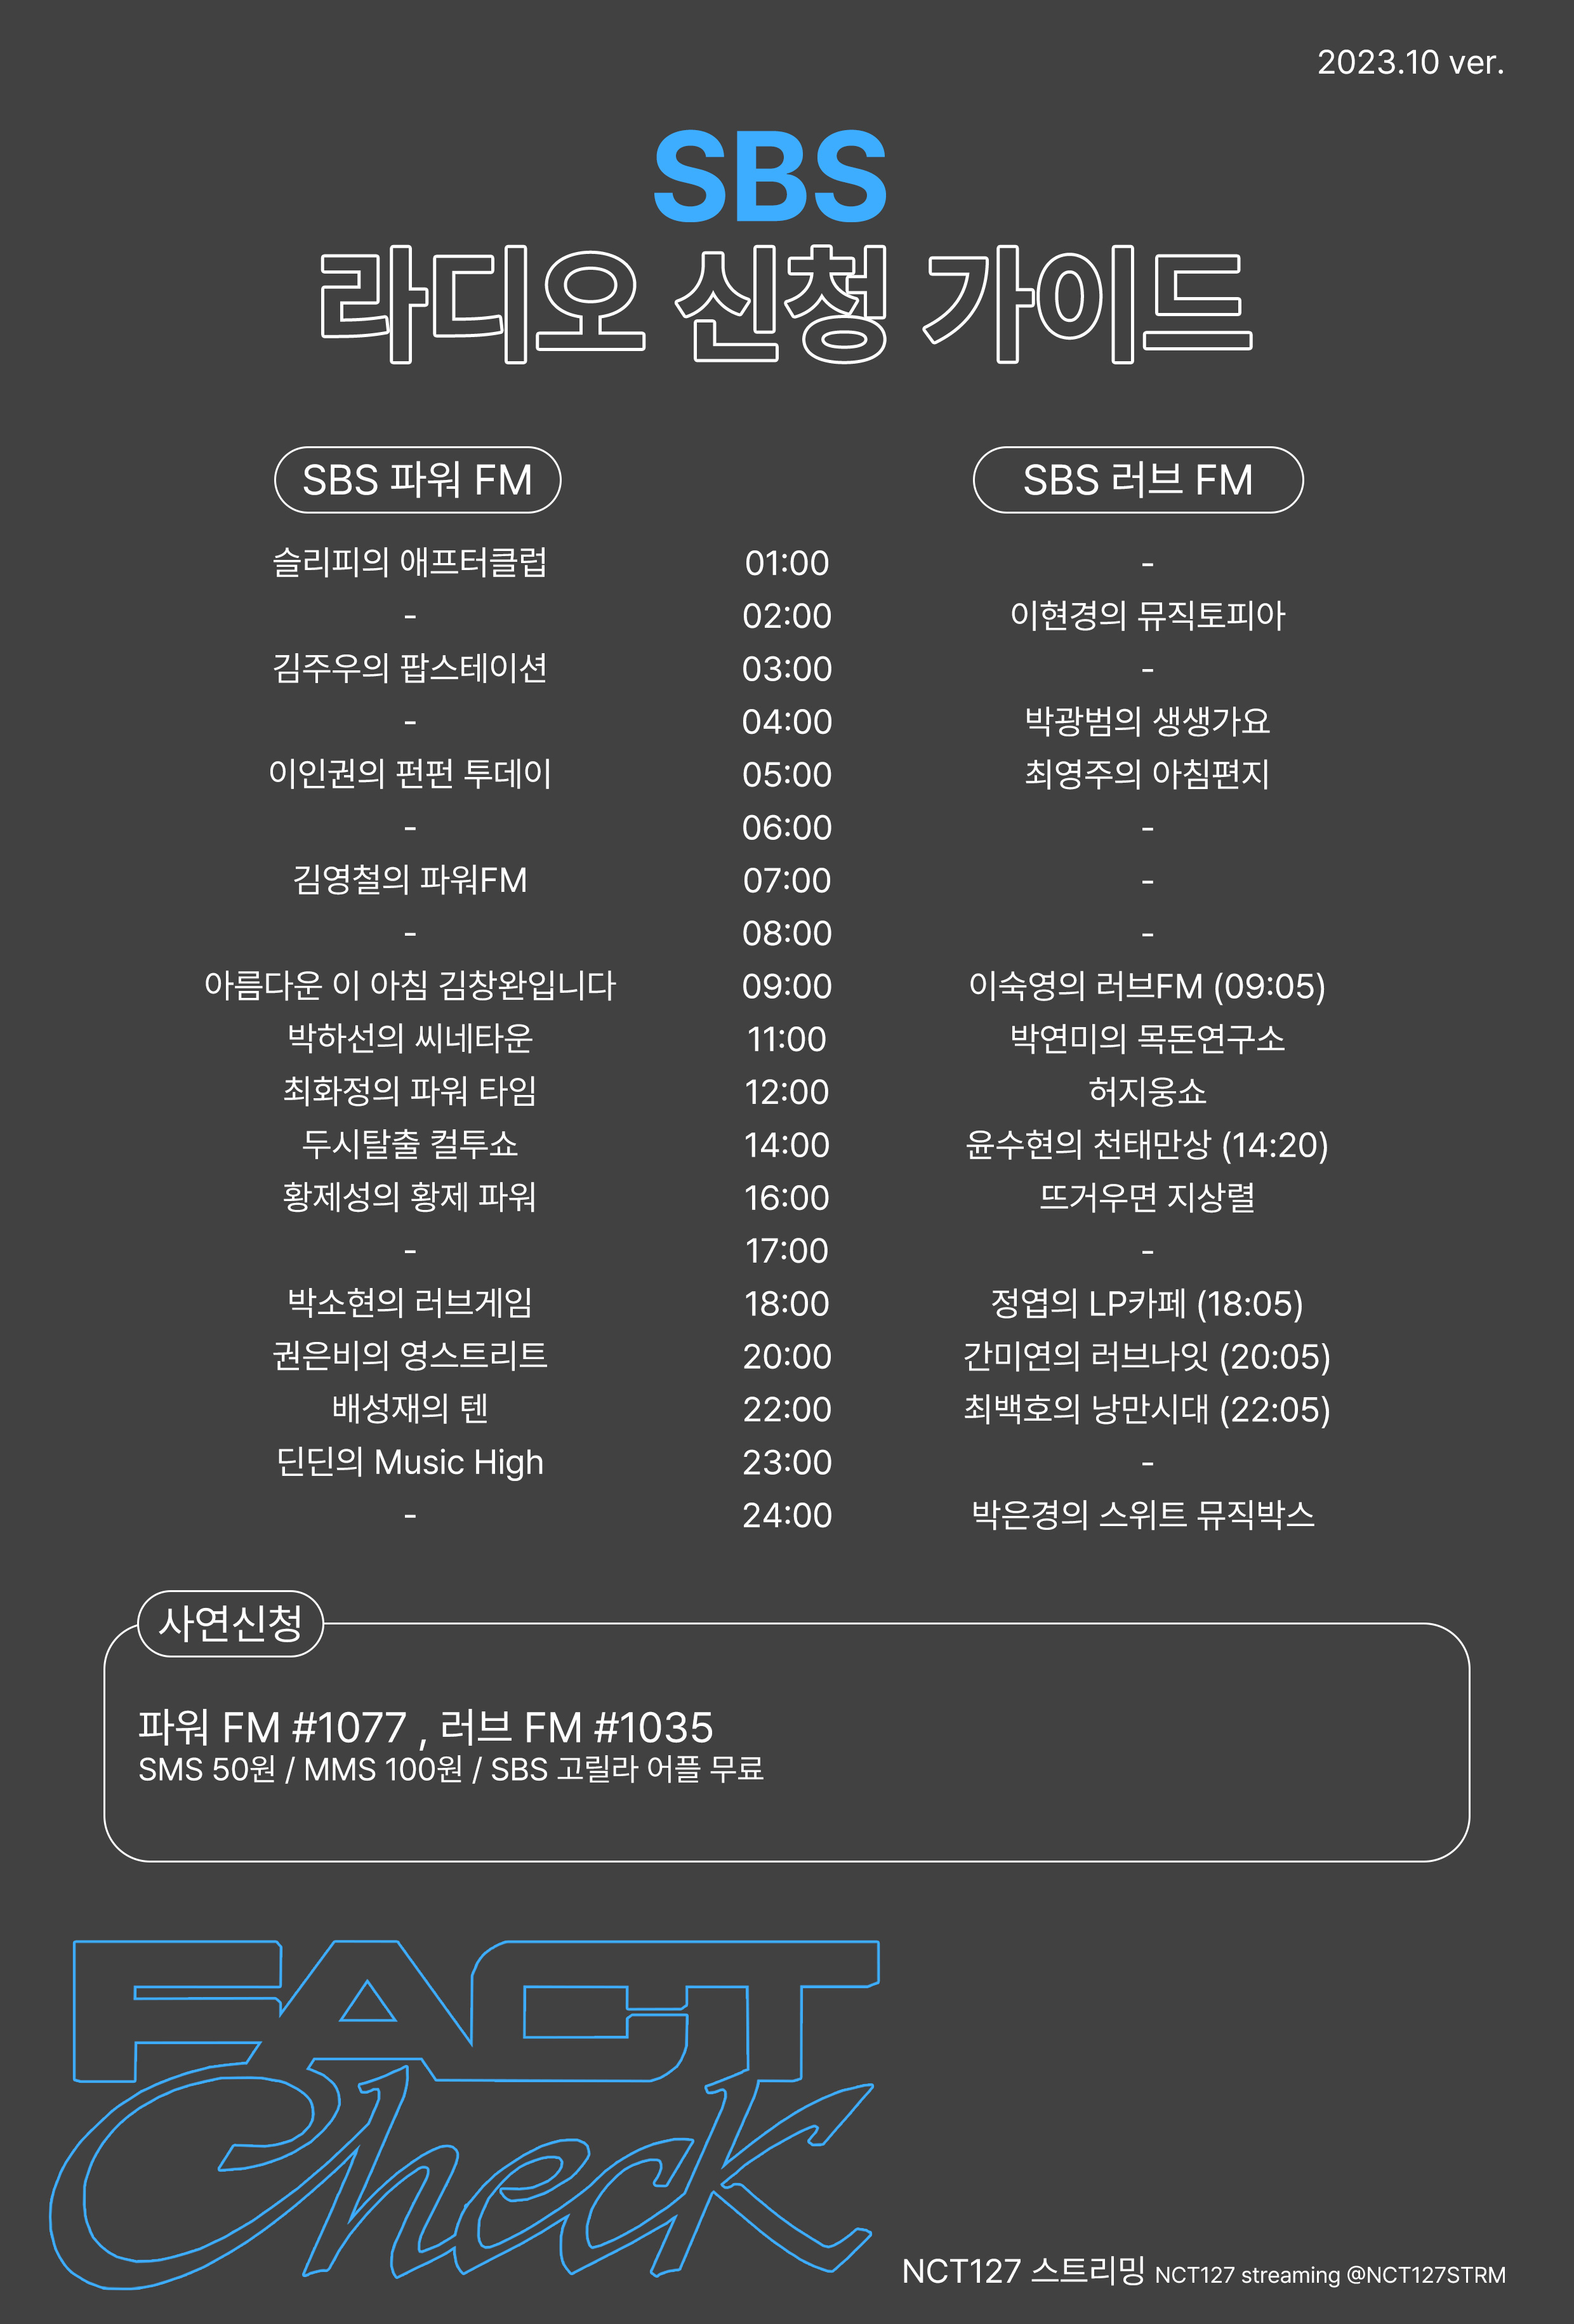 2023.10 ver.
SBS
라디오 신청 가이드
SBS 파워 FM SBS 러브 FM
슬리피의 애프터클럽 01:00 -
- 02:00 이현경의 뮤직토피아
김주우의 팝스테이션 03:00 -
- 04:00 박광범의 생생가요
이인권의 펀펀 투데이 05:00 최영주의 아침편지
- 06:00 -
김영철의 파워FM 07:00 -
- 08:00 -
아름다운 이 아침 김창완입니다 09:00 이숙영의 러브FM (09:05)
박하선의 씨네타운 11:00 박연미의 목돈연구소
최화정의 파워 타임 12:00 허지웅쇼
두시탈출 컬투쇼 14:00 윤수현의 천태만상 (14:20)
황제성의 황제 파워 16:00 뜨거우면 지상렬
- 17:00 -
박소현의 러브게임 18:00 정엽의 LP카페 (18:05)
권은비의 영스트리트 20:00 간미연의 러브나잇 (20:05)
배성재의 텐 22:00 최백호의 낭만시대 (22:05)
딘딘의 Music High 23:00 -
- 24:00 박은경의 스위트 뮤직박스
사연신청
파워 FM #1077 , 러브 FM #1035
SMS 50원 / MMS 100원 / SBS 고릴라 어플 무료
FACT
Check
NCT127 스트리밍 NCT127 streaming @NCT127STRM